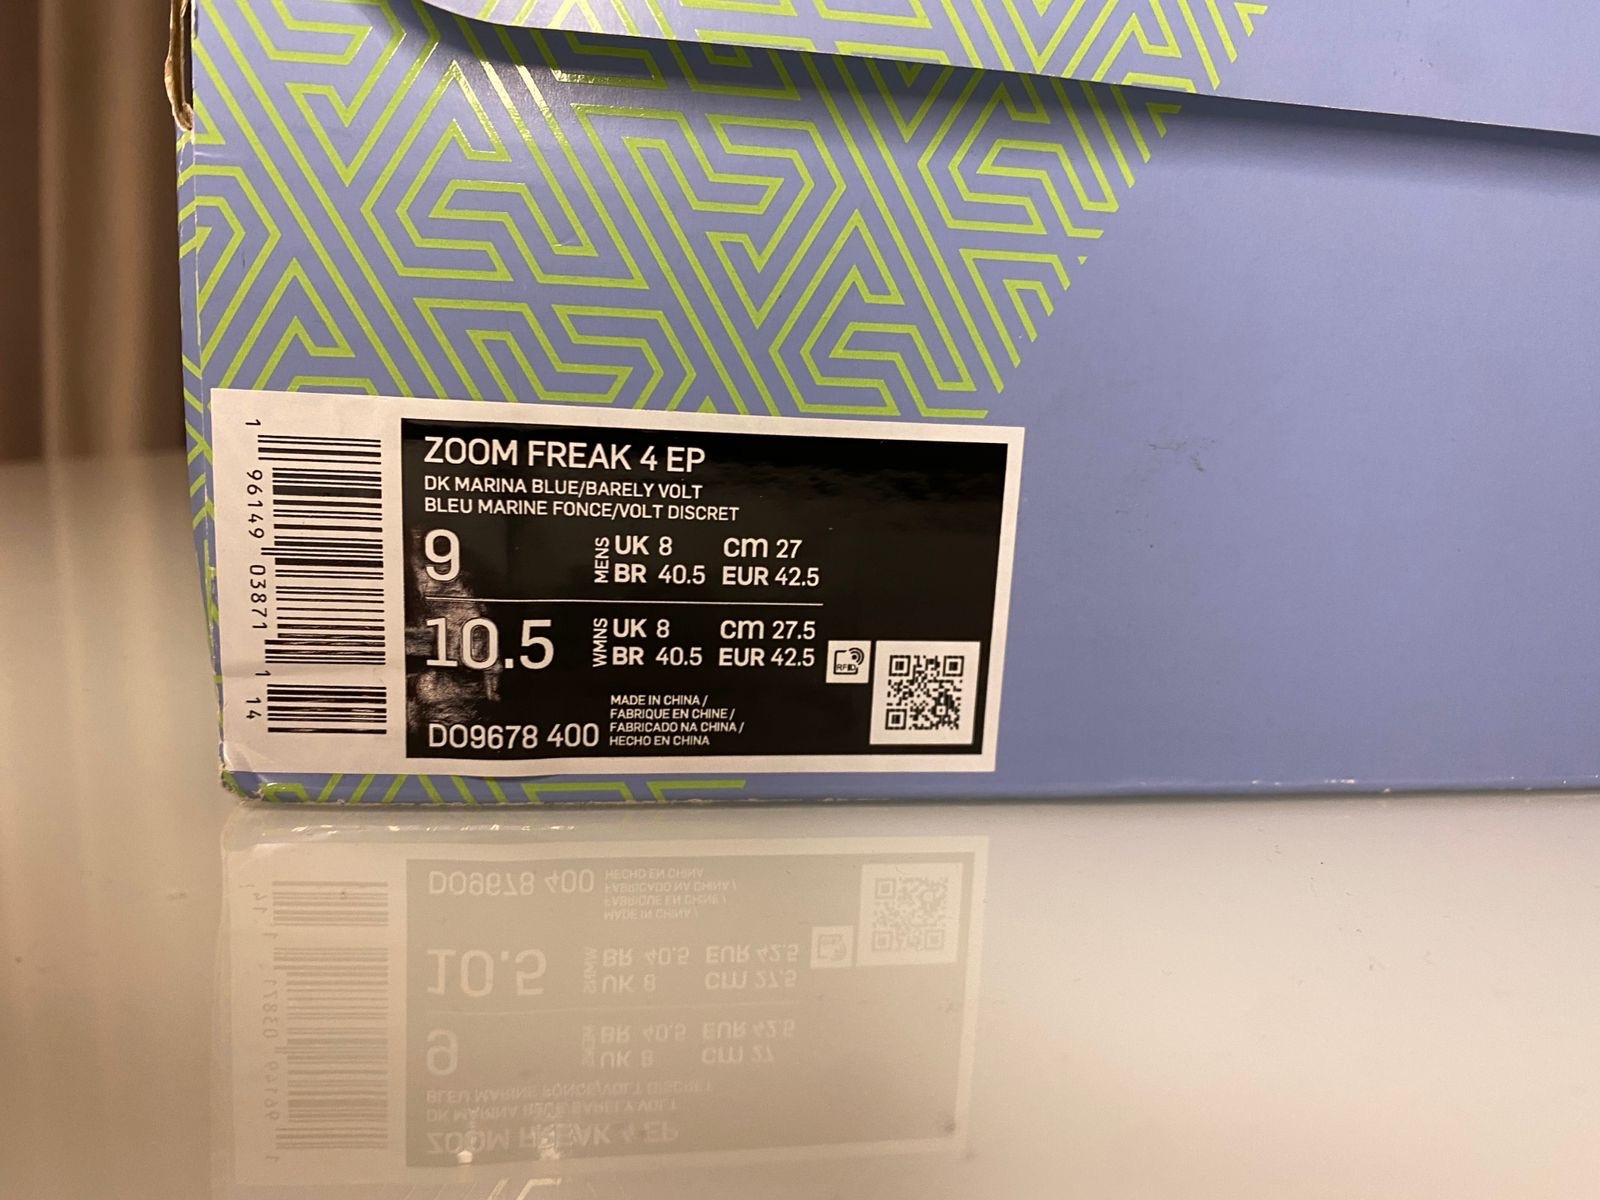 ZOOM FREAK 4 EP
DK MARINA BLUE/BARELY VOLT
BLEU MARINE FONCE/VOLT DISCRET
9 MENS UK 8 cm 27
BR 40.5 EUR 42.5
10.5 WMNS UK 8 cm 27.5
BR 40.5 EUR 42.5
RFID
DO9678 400
MADE IN CHINA /
FABRIQUE EN CHINE /
FABRICADO NA CHINA /
HECHO EN CHINA
1 96149 03871 1 14